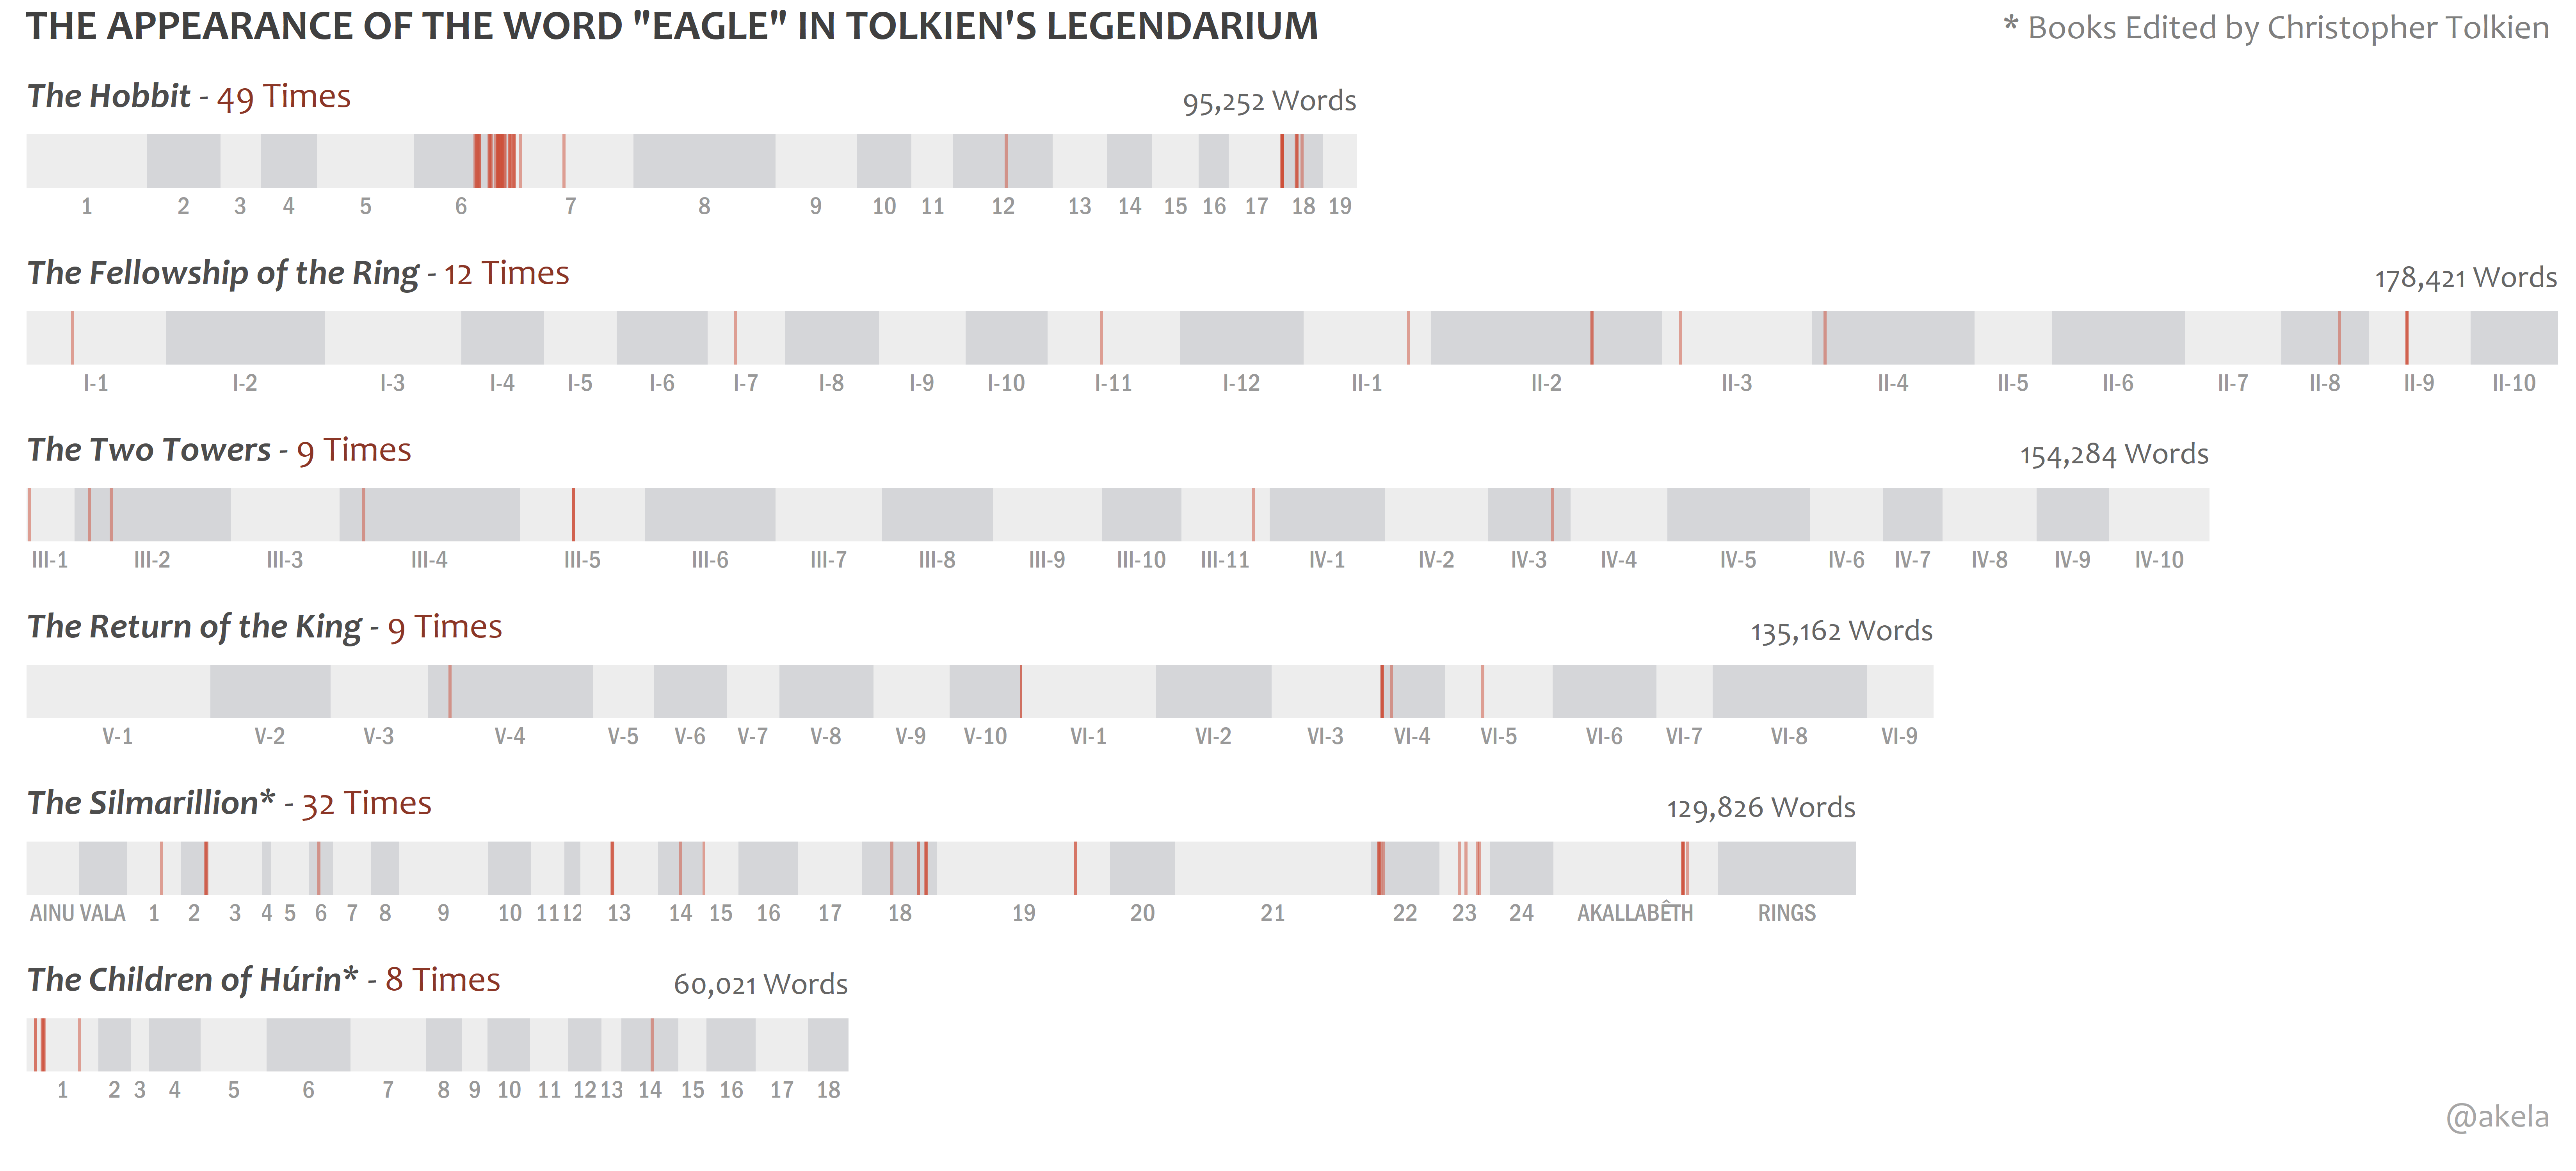 THE APPEARANCE OF THE WORD "EAGLE" IN TOLKIEN'S LEGENDARIUM
* Books Edited by Christopher Tolkien
The Hobbit - 49 Times
95,252 Words
1 2 3 4 5 6 7 8 9 10 11 12 13 14 15 16 17 18 19
The Fellowship of the Ring - 12 Times
178,421 Words
I-1 I-2 I-3 I-4 I-5 I-6 I-7 I-8 I-9 I-10 I-11 I-12 II-1 II-2 II-3 II-4 II-5 II-6 II-7 II-8 II-9 II-10
The Two Towers - 9 Times
154,284 Words
III-1 III-2 III-3 III-4 III-5 III-6 III-7 III-8 III-9 III-10 III-11 IV-1 IV-2 IV-3 IV-4 IV-5 IV-6 IV-7 IV-8 IV-9 IV-10
The Return of the King - 9 Times
135,162 Words
V-1 V-2 V-3 V-4 V-5 V-6 V-7 V-8 V-9 V-10 VI-1 VI-2 VI-3 VI-4 VI-5 VI-6 VI-7 VI-8 VI-9
The Silmarillion* - 32 Times
129,826 Words
AINU VALA 1 2 3 4 5 6 7 8 9 10 11 12 13 14 15 16 17 18 19 20 21 22 23 24 AKALLABÊTH RINGS
The Children of Húrin* - 8 Times
60,021 Words
1 2 3 4 5 6 7 8 9 10 11 12 13 14 15 16 17 18
@akela